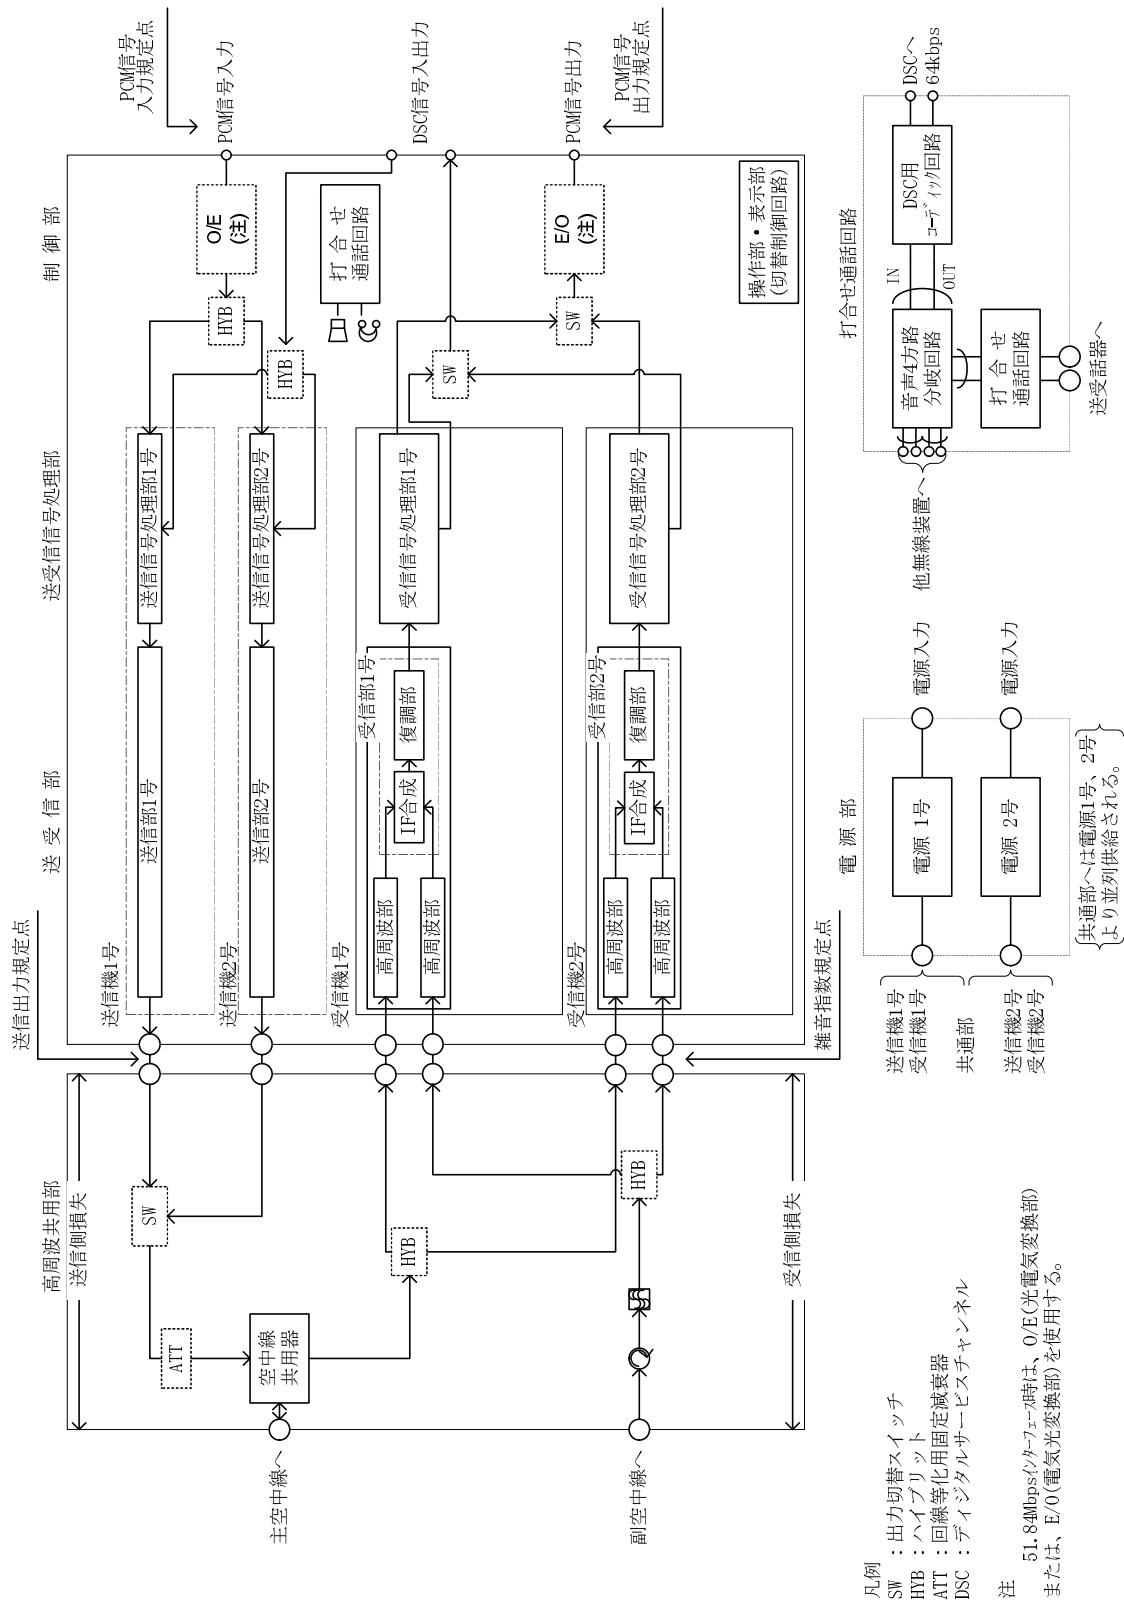 高周波共用部
送受信部
送受信信号処理部
制御部
送信側損失
送信出力規定点
PCM信号
入力規定点
PCM信号入力
送信機1号
送信部1号
送信信号処理部1号
O/E
(注)
HYB
SW
ATT
送信機2号
送信部2号
送信信号処理部2号
HYB
打合せ
通話回路
DSC信号入出力
主空中線へ
空中線
共用器
HYB
受信機1号
受信部1号
高周波部
高周波部
IF合成
復調部
受信信号処理部1号
SW
SW
E/O
(注)
PCM信号出力
PCM信号
出力規定点
副空中線へ
HYB
受信機2号
受信部2号
高周波部
高周波部
IF合成
復調部
受信信号処理部2号
操作部・表示部
(切替制御回路)
受信側損失
雑音指数規定点
電源部
送信機1号
受信機1号
共通部
送信機2号
受信機2号
電源 1号
電源 2号
電源入力
電源入力
共通部へは電源1号、2号
より並列供給される。
打合せ通話回路
他無線装置へ
音声4方路
分岐回路
IN
OUT
DSC用
コーディック回路
DSCへ
64kbps
打合せ
通話回路
送受話器へ
凡例
SW :出力切替スイッチ
HYB :ハイブリット
ATT :回線等化用固定減衰器
DSC :ディジタルサービスチャンネル
注
51.84Mbpsインターフェース時は、O/E(光電気変換部)
または、E/O(電気光変換部)を使用する。